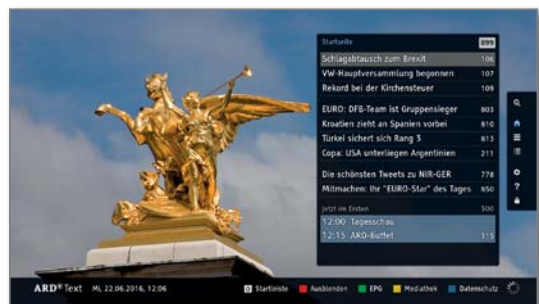 Startseite 899
Schlagabtausch zum Brexit 106
VW-Hauptversammlung begonnen 107
Rekord bei der Kirchensteuer 109
EURO: DFB-Team ist Gruppensieger 803
Kroatien zieht an Spanien vorbei 810
Türkei sichert sich Rang 3 813
Copa: USA unterliegen Argentinien 211
Die schönsten Tweets zu NIR-GER 778
Mitmachen: Ihr "EURO-Star" des Tages 850
Jetzt im Ersten 300
12:00 Tagesschau
12:15 ARD-Buffet 315
ARD Text Mi, 22.06.2016, 12:06 0 Startleiste Ausblenden EPG Mediathek Datenschutz